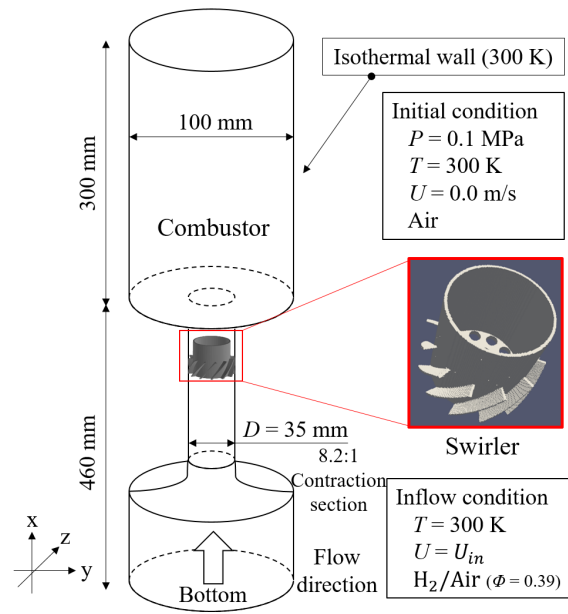 Isothermal wall (300 K)
100 mm
300 mm
Combustor
Initial condition
P = 0.1 MPa
T = 300 K
U = 0.0 m/s
Air
Swirler
460 mm
D = 35 mm
8.2:1
Contraction
section
Inflow condition
T = 300 K
U = U_in
H₂/Air (Φ = 0.39)
Flow
direction
Bottom
x
z
y